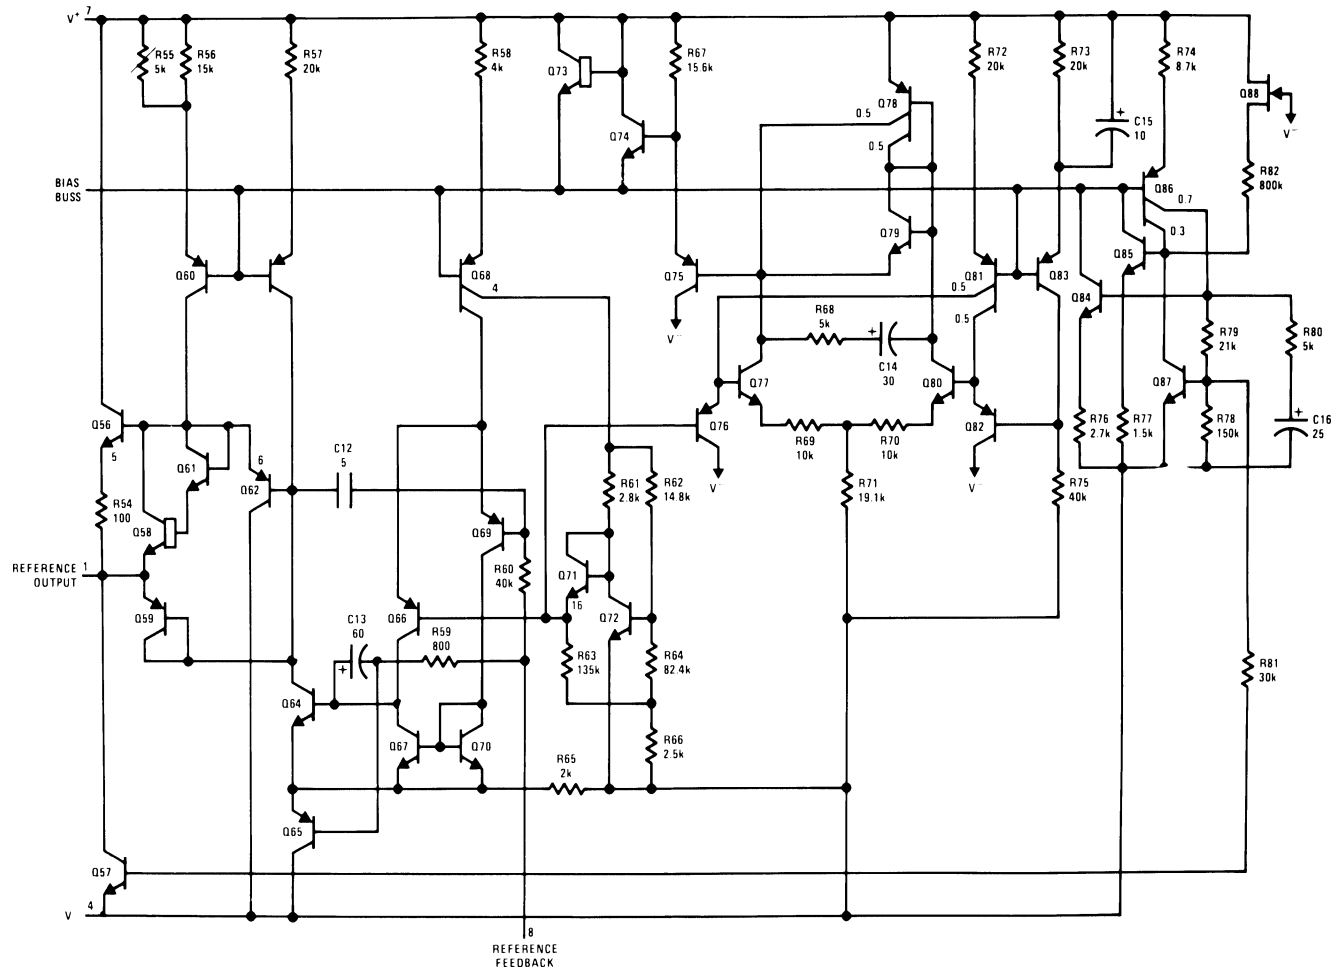 V+ 7
R55
5k
R56
15k
R57
20k
R58
4k
Q73
R67
15.6k
Q74
Q78
0.5
0.5
R72
20k
R73
20k
C15
10
R74
8.7k
Q88
V−
R82
800k
BIAS
BUSS
Q60
Q68
4
Q75
V−
Q79
Q81
0.5
0.5
Q83
Q86
0.7
0.3
Q85
Q84
R68
5k
C14
30
R79
21k
R80
5k
Q77
Q80
Q87
Q56
5
Q61
6
Q62
C12
5
Q76
V−
R69
10k
R70
10k
Q82
V−
R76
2.7k
R77
1.5k
R78
150k
C16
25
R54
100
Q58
R61
2.8k
R62
14.8k
R71
19.1k
R75
40k
Q69
REFERENCE 1
OUTPUT
R60
40k
Q71
16
Q59
C13
60
Q66
R59
800
Q72
R63
135k
R64
82.4k
R81
30k
Q64
Q67
Q70
R65
2k
R66
2.5k
Q65
Q57
V 4
8
REFERENCE
FEEDBACK